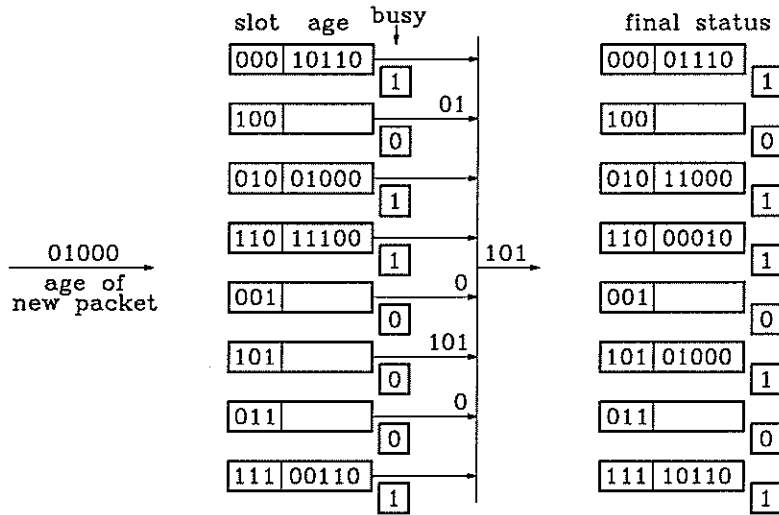 slot age busy final status
000 10110 000 01110
1 1
100 01 100
0 0
010 01000 010 11000
1 1
110 11100 110 00010
01000 1 101 1
age of 001 0 001
new packet 0 0
101 101 101 01000
0 1
011 0 011
0 0
111 00110 111 10110
1 1